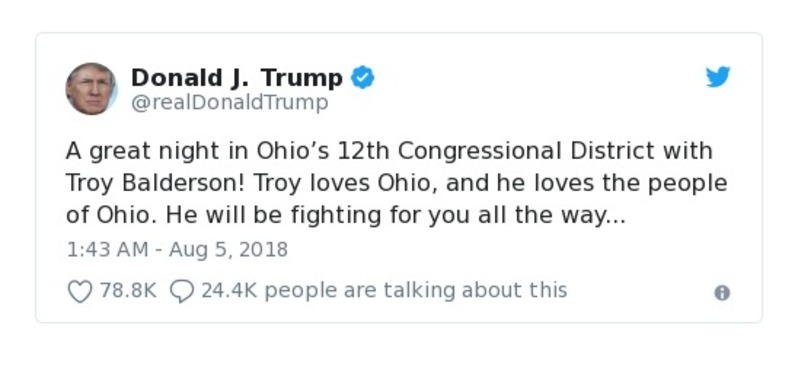 Donald J. Trump
@realDonaldTrump
A great night in Ohio’s 12th Congressional District with
Troy Balderson! Troy loves Ohio, and he loves the people
of Ohio. He will be fighting for you all the way...
1:43 AM - Aug 5, 2018
78.8K 24.4K people are talking about this